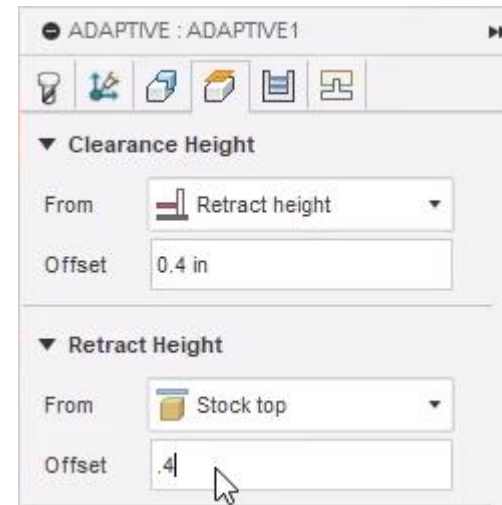 ADAPTIVE : ADAPTIVE1
Clearance Height
From Retract height
Offset 0.4 in
Retract Height
From Stock top
Offset .4